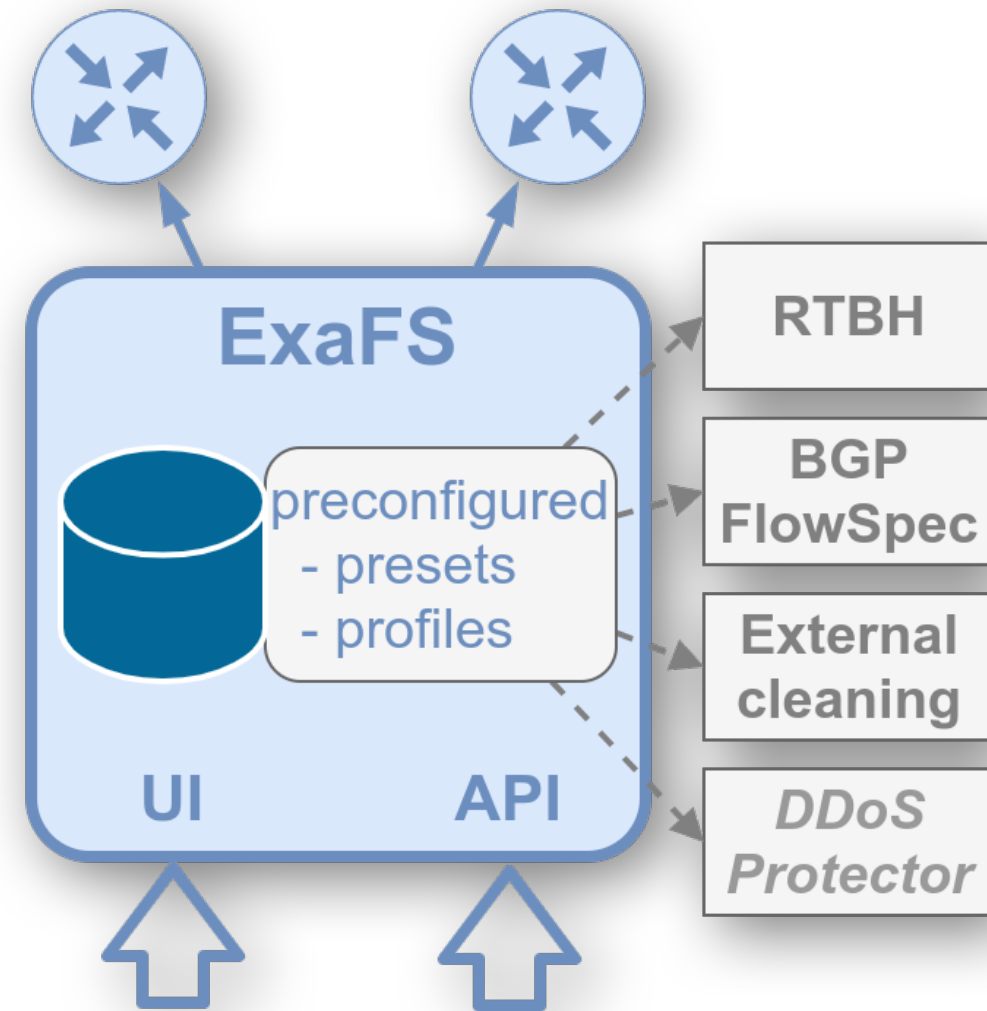 ExaFS
preconfigured
- presets
- profiles
UI
API
RTBH
BGP
FlowSpec
External
cleaning
DDoS
Protector